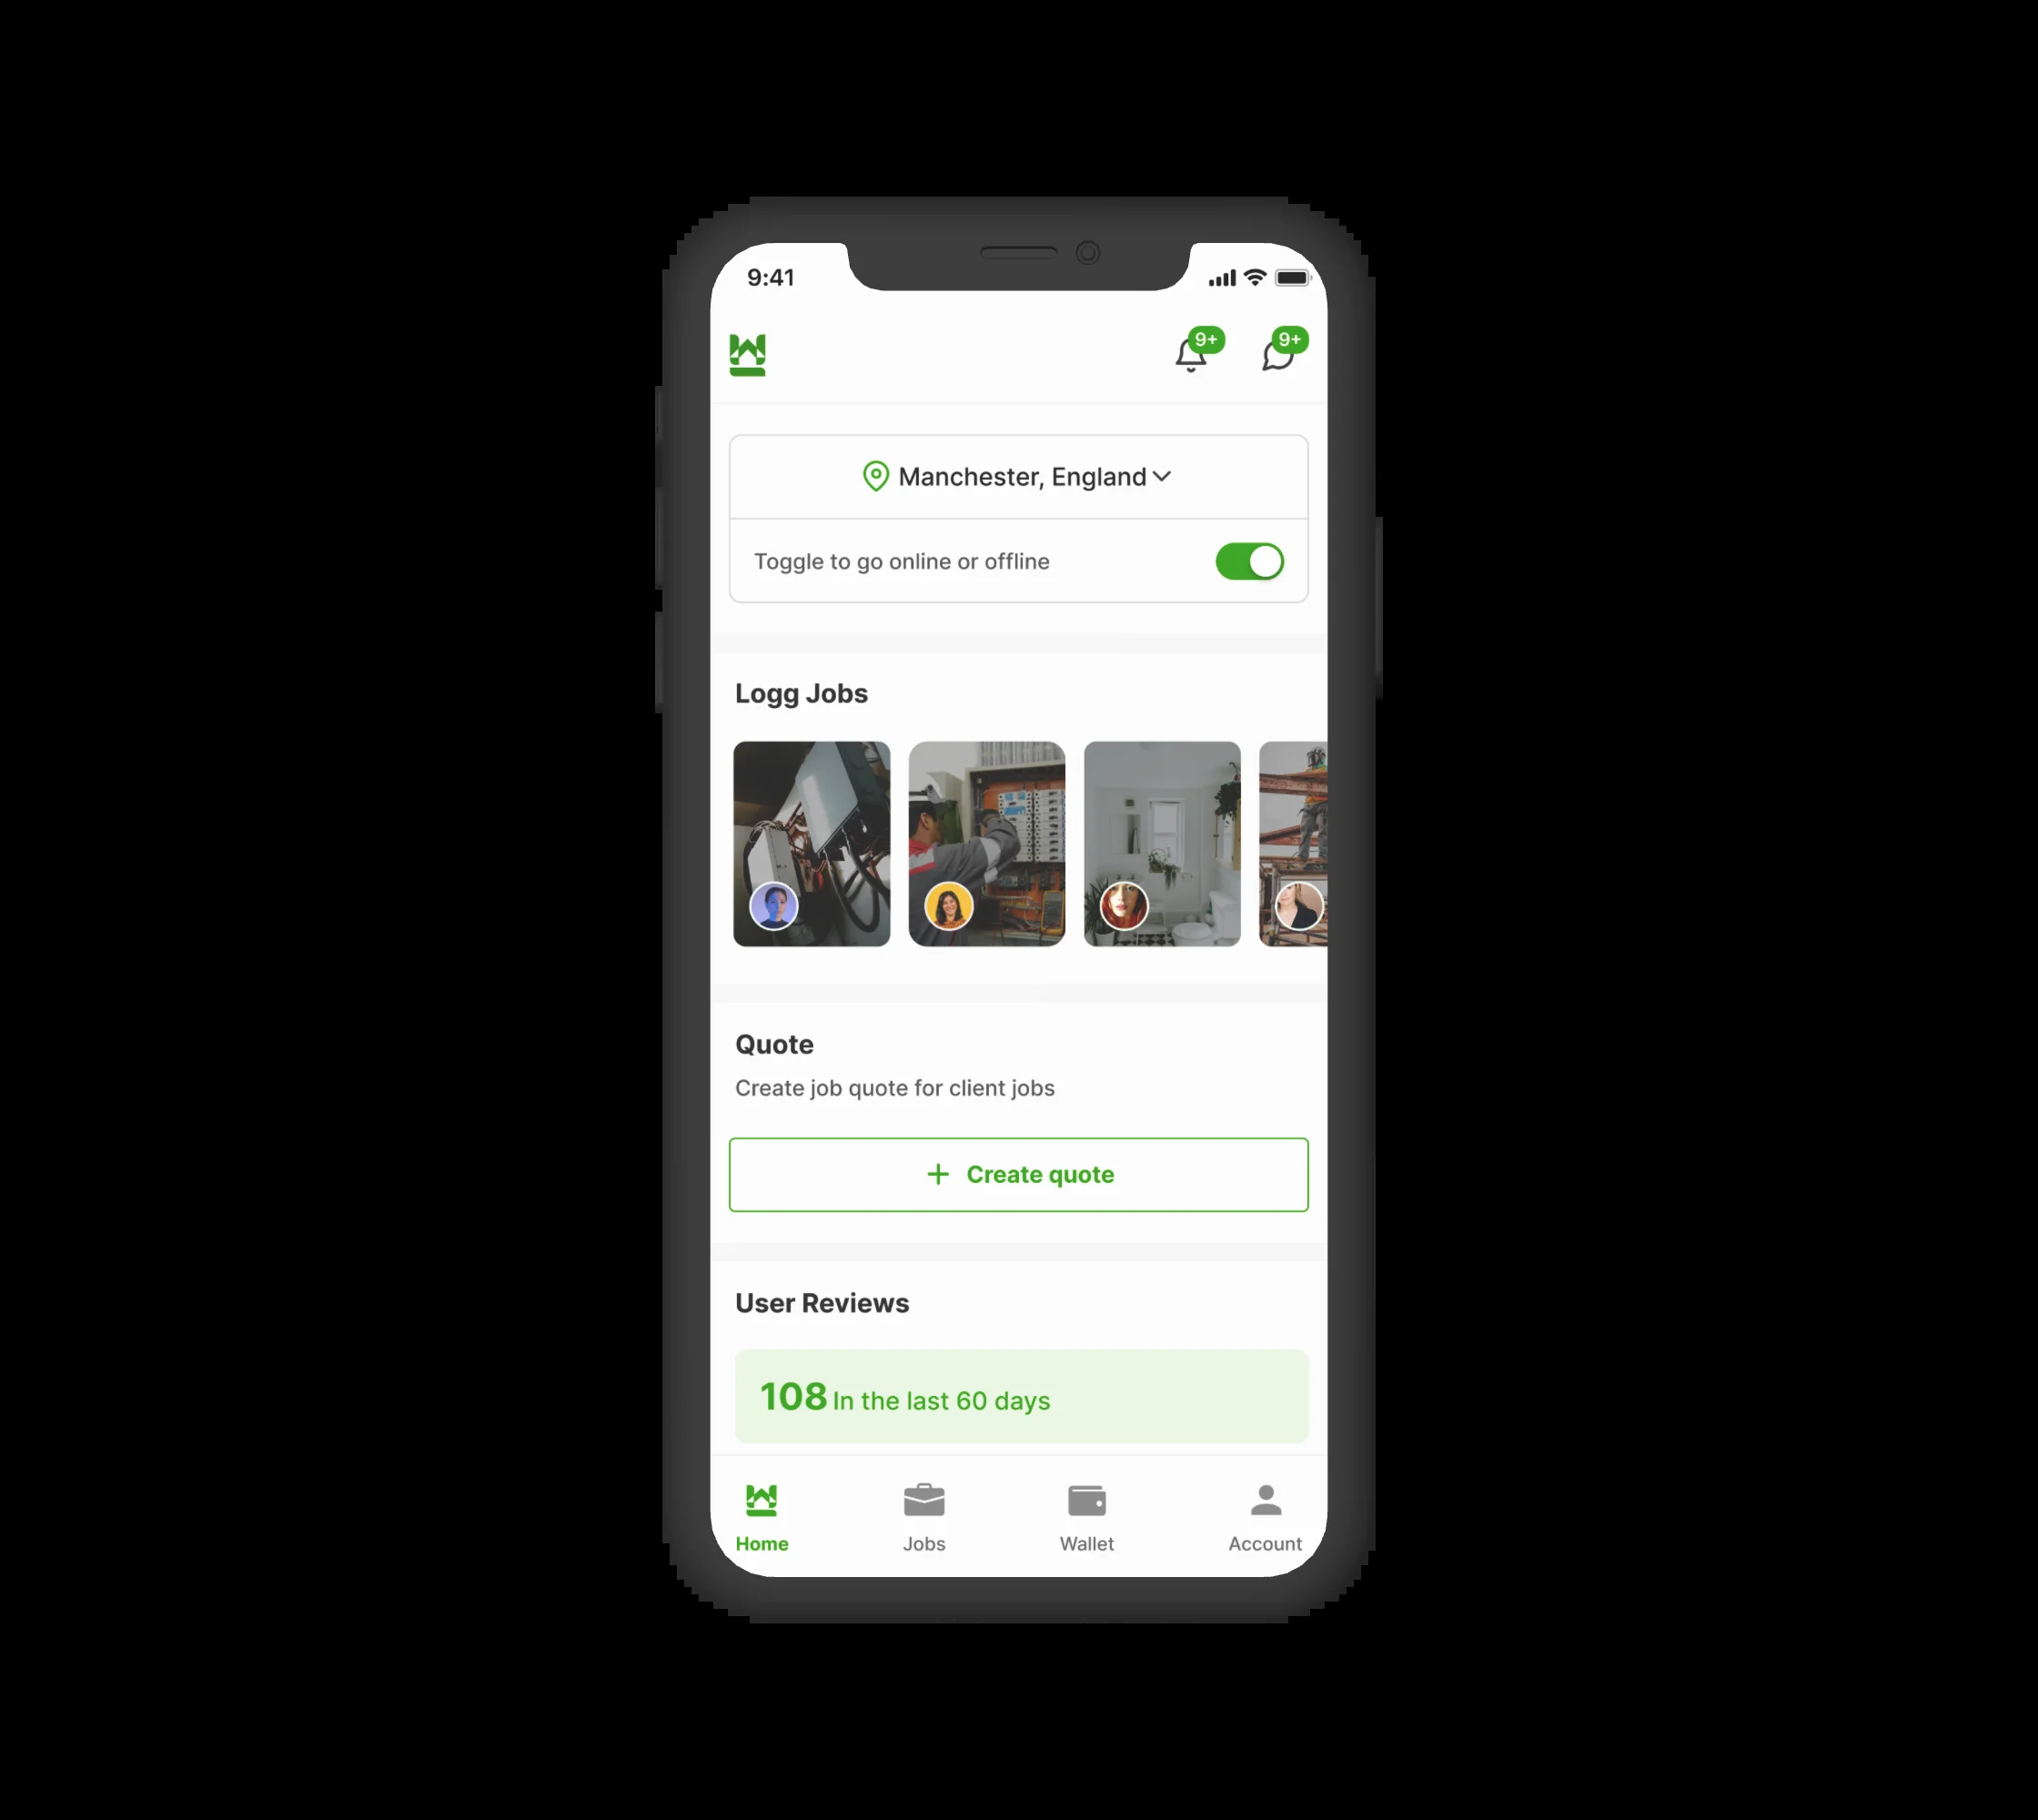 9:41
9+
9+
Manchester, England
Toggle to go online or offline
Logg Jobs
Quote
Create job quote for client jobs
+ Create quote
User Reviews
108 In the last 60 days
Home
Jobs
Wallet
Account